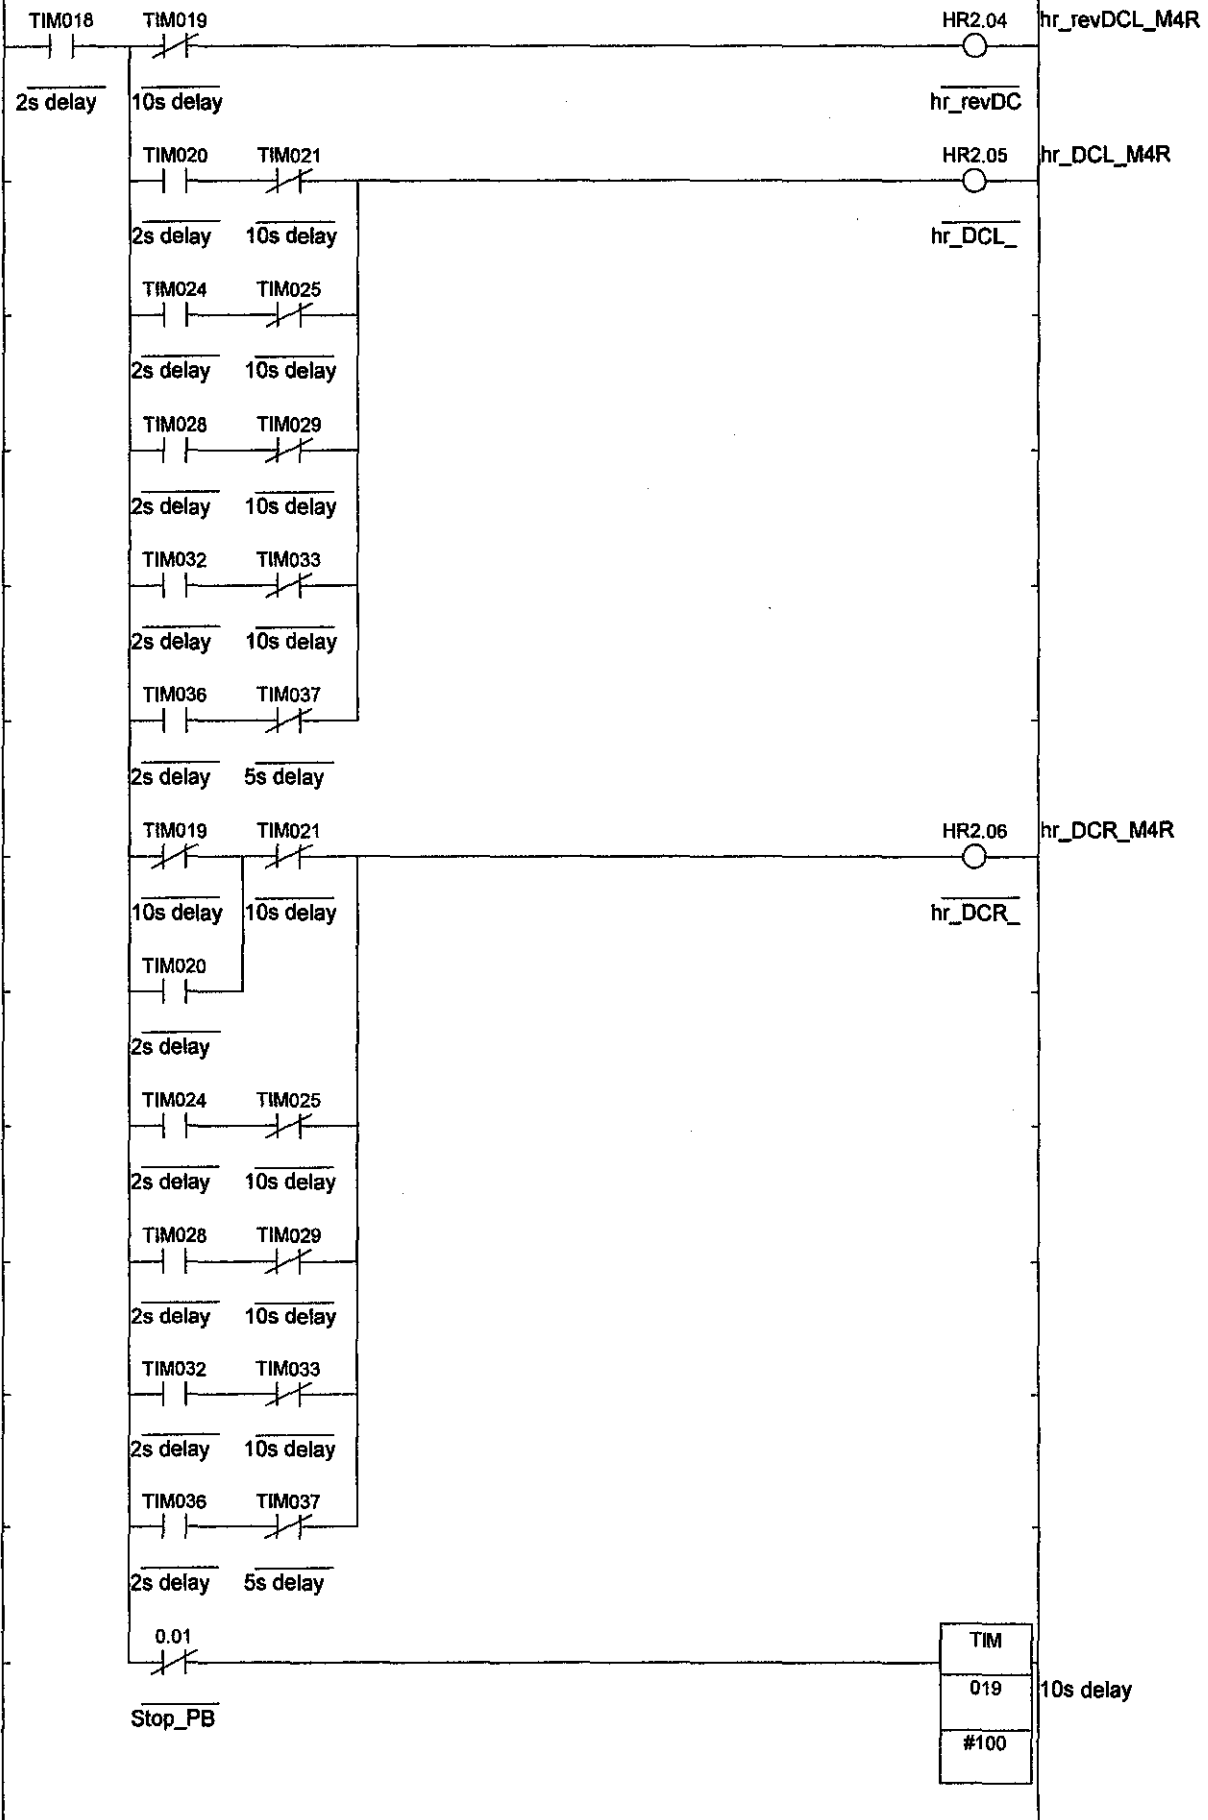 TIM018 TIM019 HR2.04 hr_revDCL_M4R
2s delay 10s delay hr_revDC
TIM020 TIM021 HR2.05 hr_DCL_M4R
2s delay 10s delay hr_DCL_
TIM024 TIM025
2s delay 10s delay
TIM028 TIM029
2s delay 10s delay
TIM032 TIM033
2s delay 10s delay
TIM036 TIM037
2s delay 5s delay
TIM019 TIM021 HR2.06 hr_DCR_M4R
10s delay 10s delay hr_DCR_
TIM020
2s delay
TIM024 TIM025
2s delay 10s delay
TIM028 TIM029
2s delay 10s delay
TIM032 TIM033
2s delay 10s delay
TIM036 TIM037
2s delay 5s delay
0.01 TIM
Stop_PB 019 10s delay
#100